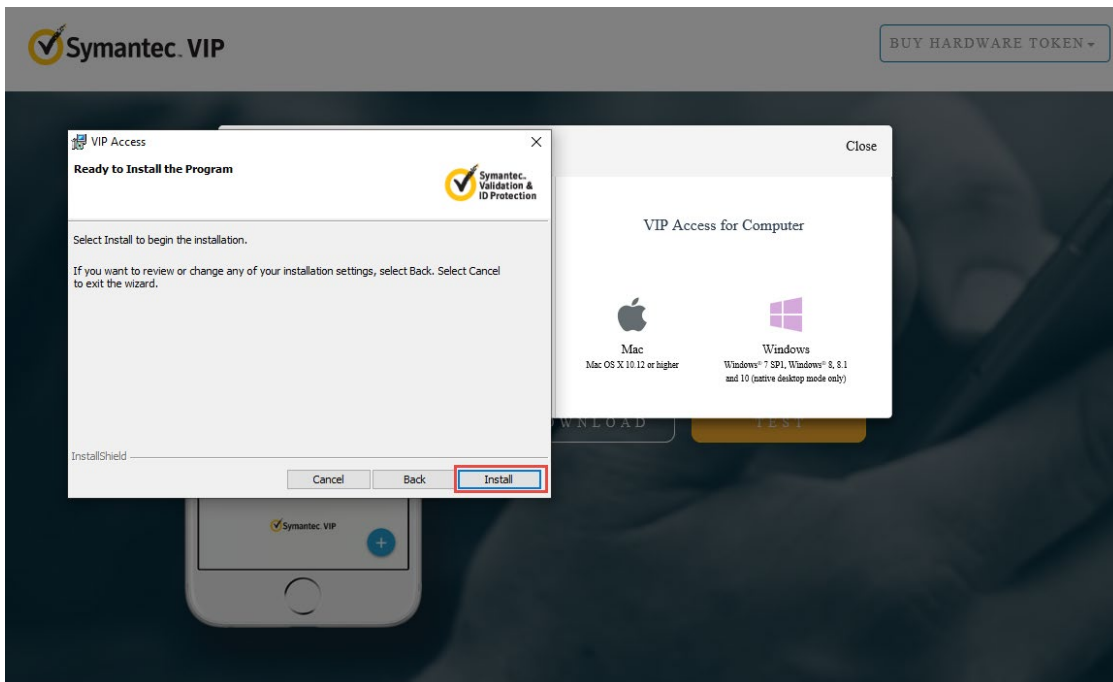 Symantec. VIP
BUY HARDWARE TOKEN
VIP Access
Ready to Install the Program
Symantec.
Validation &
ID Protection
Select Install to begin the installation.
If you want to review or change any of your installation settings, select Back. Select Cancel
to exit the wizard.
InstallShield
Cancel
Back
Install
Close
VIP Access for Computer
Mac
Mac OS X 10.12 or higher
Windows
Windows® 7 SP1, Windows® 8, 8.1
and 10 (native desktop mode only)
TEST
Symantec. VIP